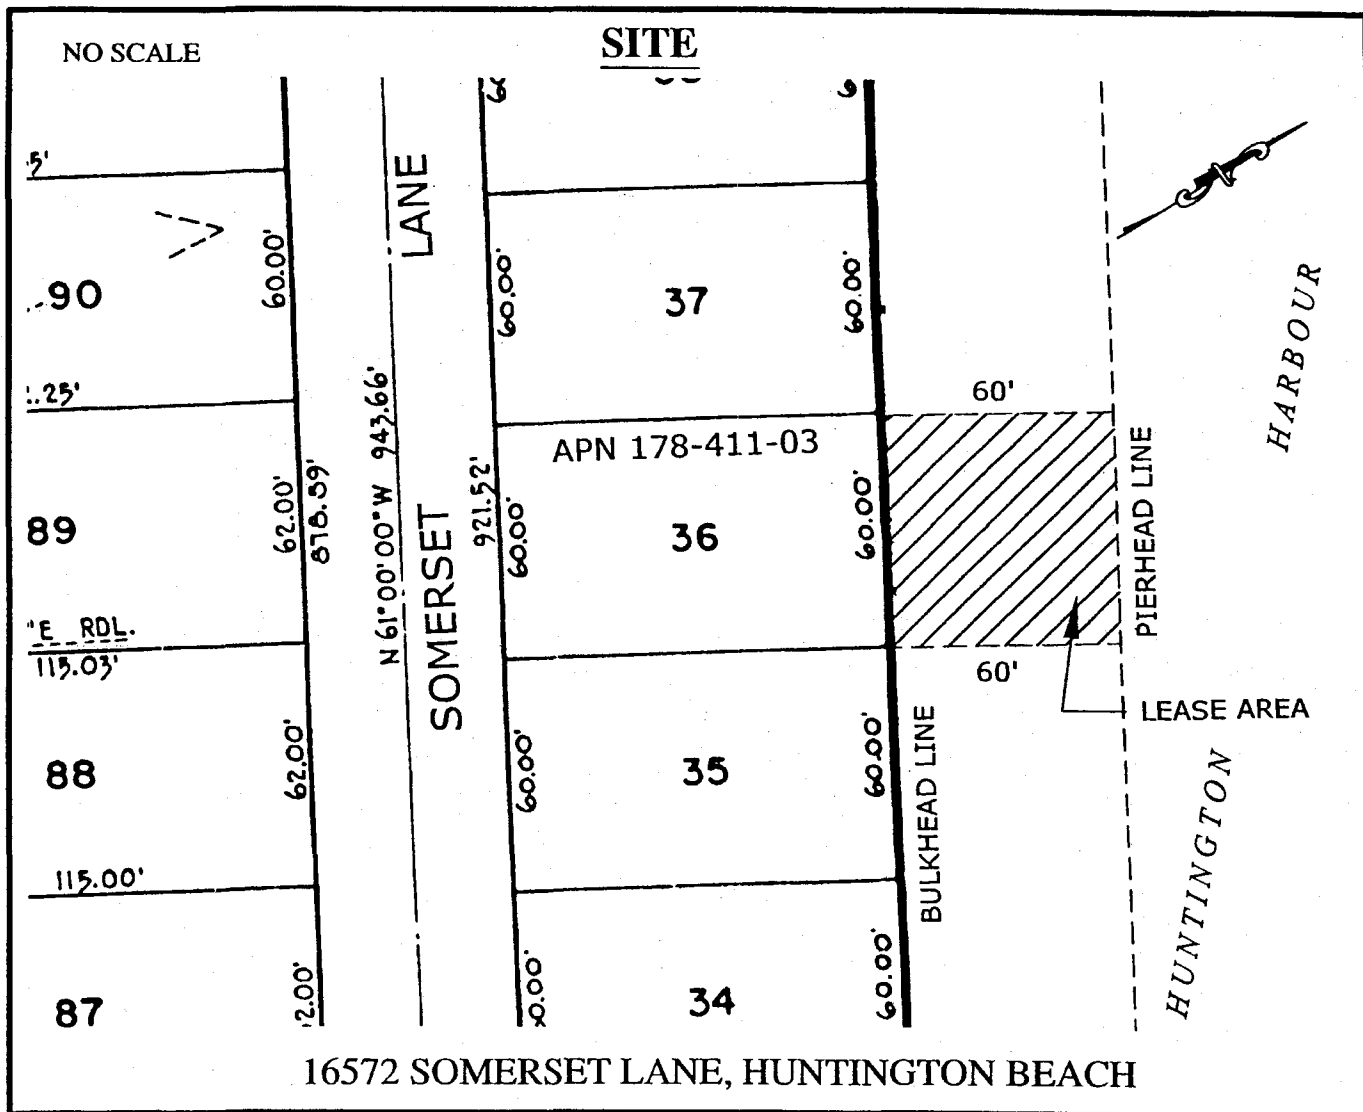 SITE
NO SCALE
LANE
60.00'
90
60.00'
37
60.00'
N 61°00'00"W 943.66'
60'
APN 178-411-03
HARBOUR
89
62.00'
878.89'
SOMERSET
921.52'
60.00'
36
60.00'
PIERHEAD LINE
"E RDL.
115.03'
60'
LEASE AREA
88
62.00'
60.00'
35
60.00'
BULKHEAD LINE
HUNTINGTON
115.00'
87
34
60.00'
16572 SOMERSET LANE, HUNTINGTON BEACH